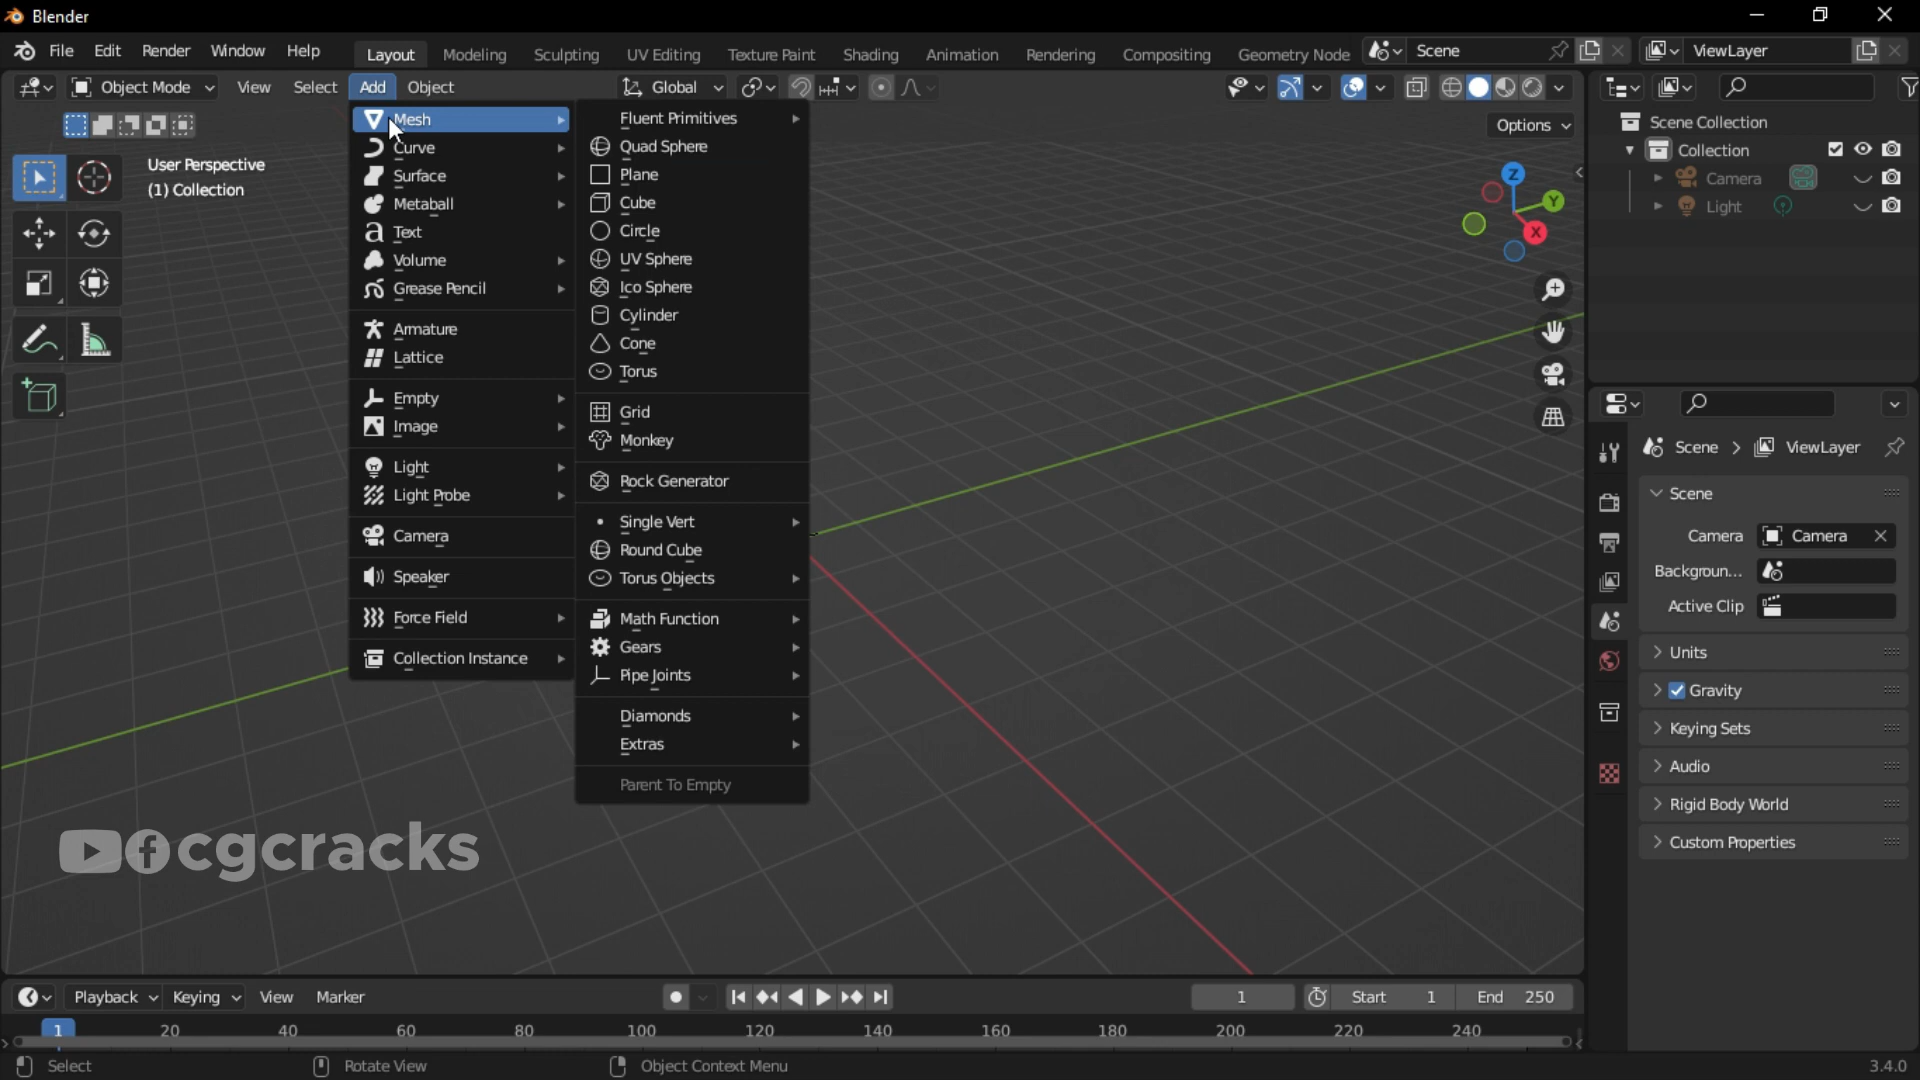 Blender
File Edit Render Window Help
Layout Modeling Sculpting UV Editing Texture Paint Shading Animation Rendering Compositing Geometry Node
Scene
ViewLayer
Object Mode View Select Add Object
Global
Options
User Perspective
(1) Collection
Mesh
Curve
Surface
Metaball
Text
Volume
Grease Pencil
Armature
Lattice
Empty
Image
Light
Light Probe
Camera
Speaker
Force Field
Collection Instance
Fluent Primitives
Quad Sphere
Plane
Cube
Circle
UV Sphere
Ico Sphere
Cylinder
Cone
Torus
Grid
Monkey
Rock Generator
Single Vert
Round Cube
Torus Objects
Math Function
Gears
Pipe Joints
Diamonds
Extras
Parent To Empty
Z
Y
X
Scene Collection
Collection
Camera
Light
Scene > ViewLayer
Scene
Camera Camera
Backgroun...
Active Clip
Units
Gravity
Keying Sets
Audio
Rigid Body World
Custom Properties
cgcracks
Playback Keying View Marker
1 Start 1 End 250
1 20 40 60 80 100 120 140 160 180 200 220 240
Select Rotate View Object Context Menu 3.4.0